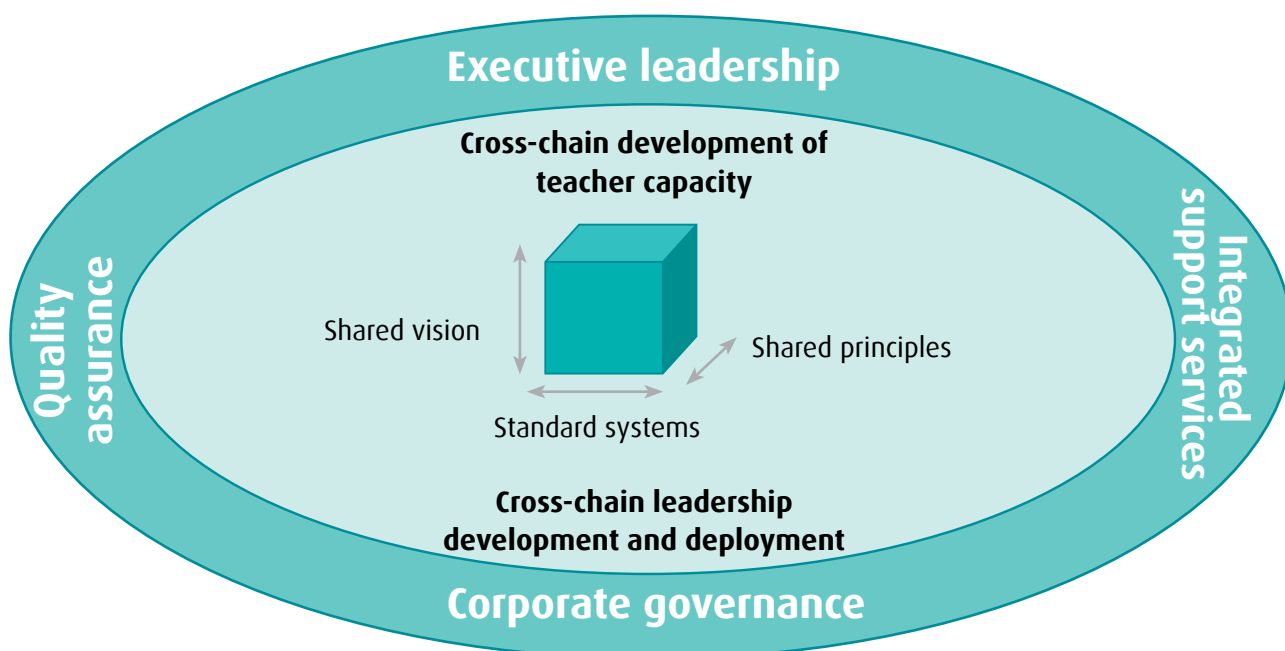 Executive leadership
Cross-chain development of
teacher capacity
Quality
assurance
Shared vision
Shared principles
Standard systems
Integrated
support services
Cross-chain leadership
development and deployment
Corporate governance